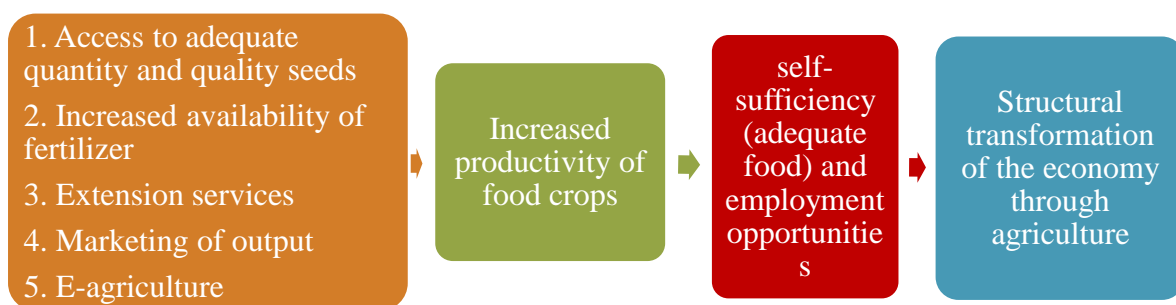 1. Access to adequate
quantity and quality seeds
2. Increased availability of
fertilizer
3. Extension services
4. Marketing of output
5. E-agriculture
Increased
productivity of
food crops
self-
sufficiency
(adequate
food) and
employment
opportunitie
s
Structural
transformation
of the economy
through
agriculture